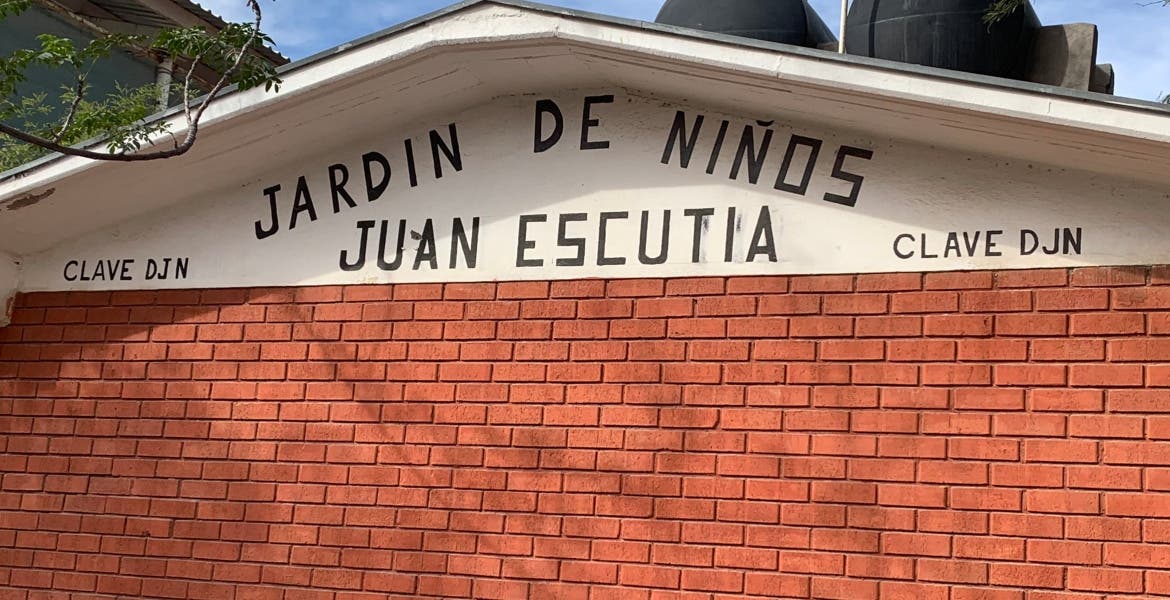 JARDIN DE NIÑOS
JUAN ESCUTIA
CLAVE DJN
CLAVE DJN